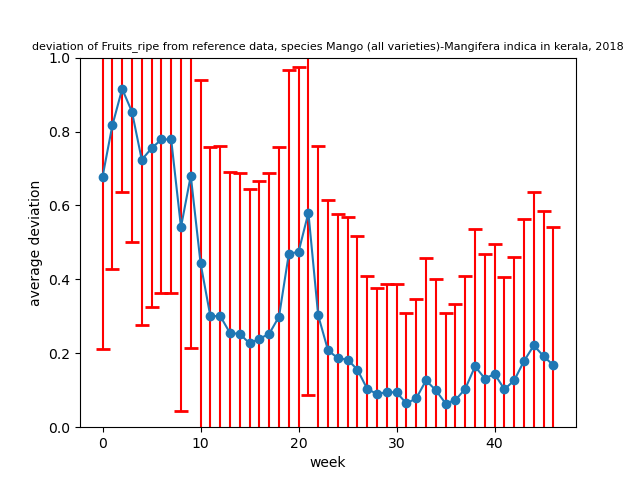 deviation of Fruits_ripe from reference data, species Mango (all varieties)-Mangifera indica in kerala, 2018
1.0
0.8
0.6
0.4
0.2
0.0
average deviation
0 10 20 30 40
week